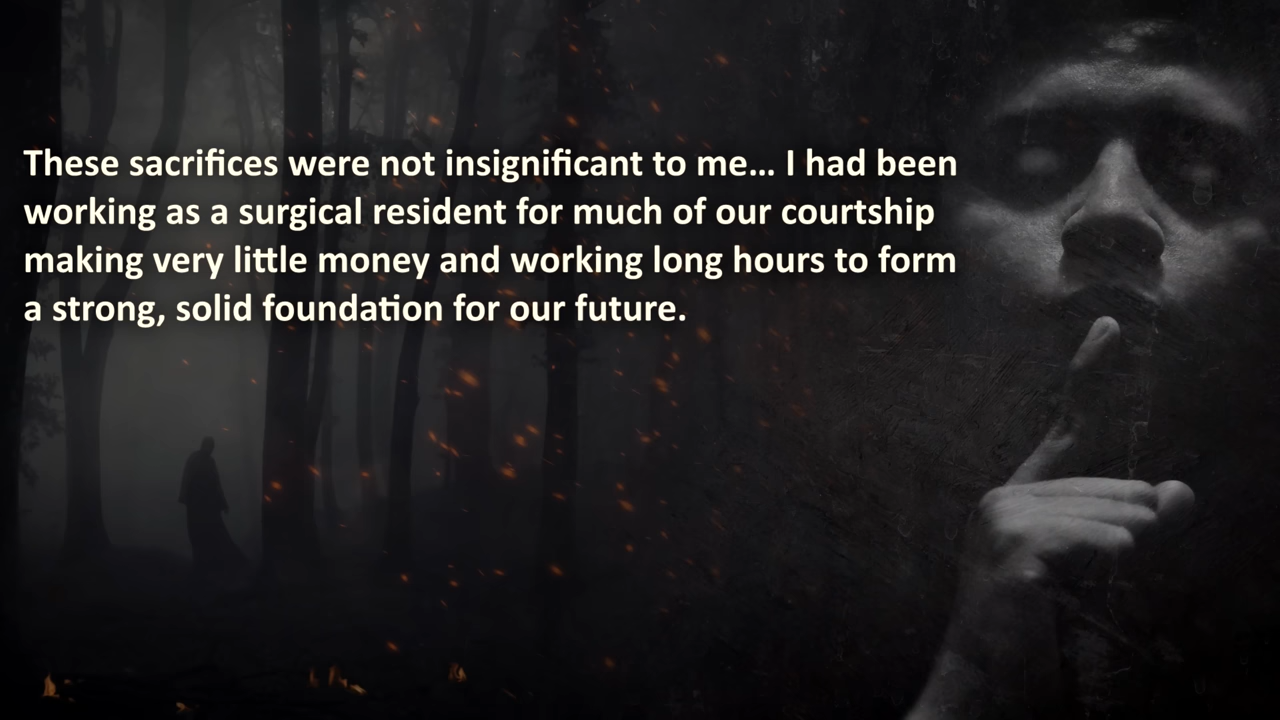 These sacrifices were not insignificant to me... I had been
working as a surgical resident for much of our courtship
making very little money and working long hours to form
a strong, solid foundation for our future.